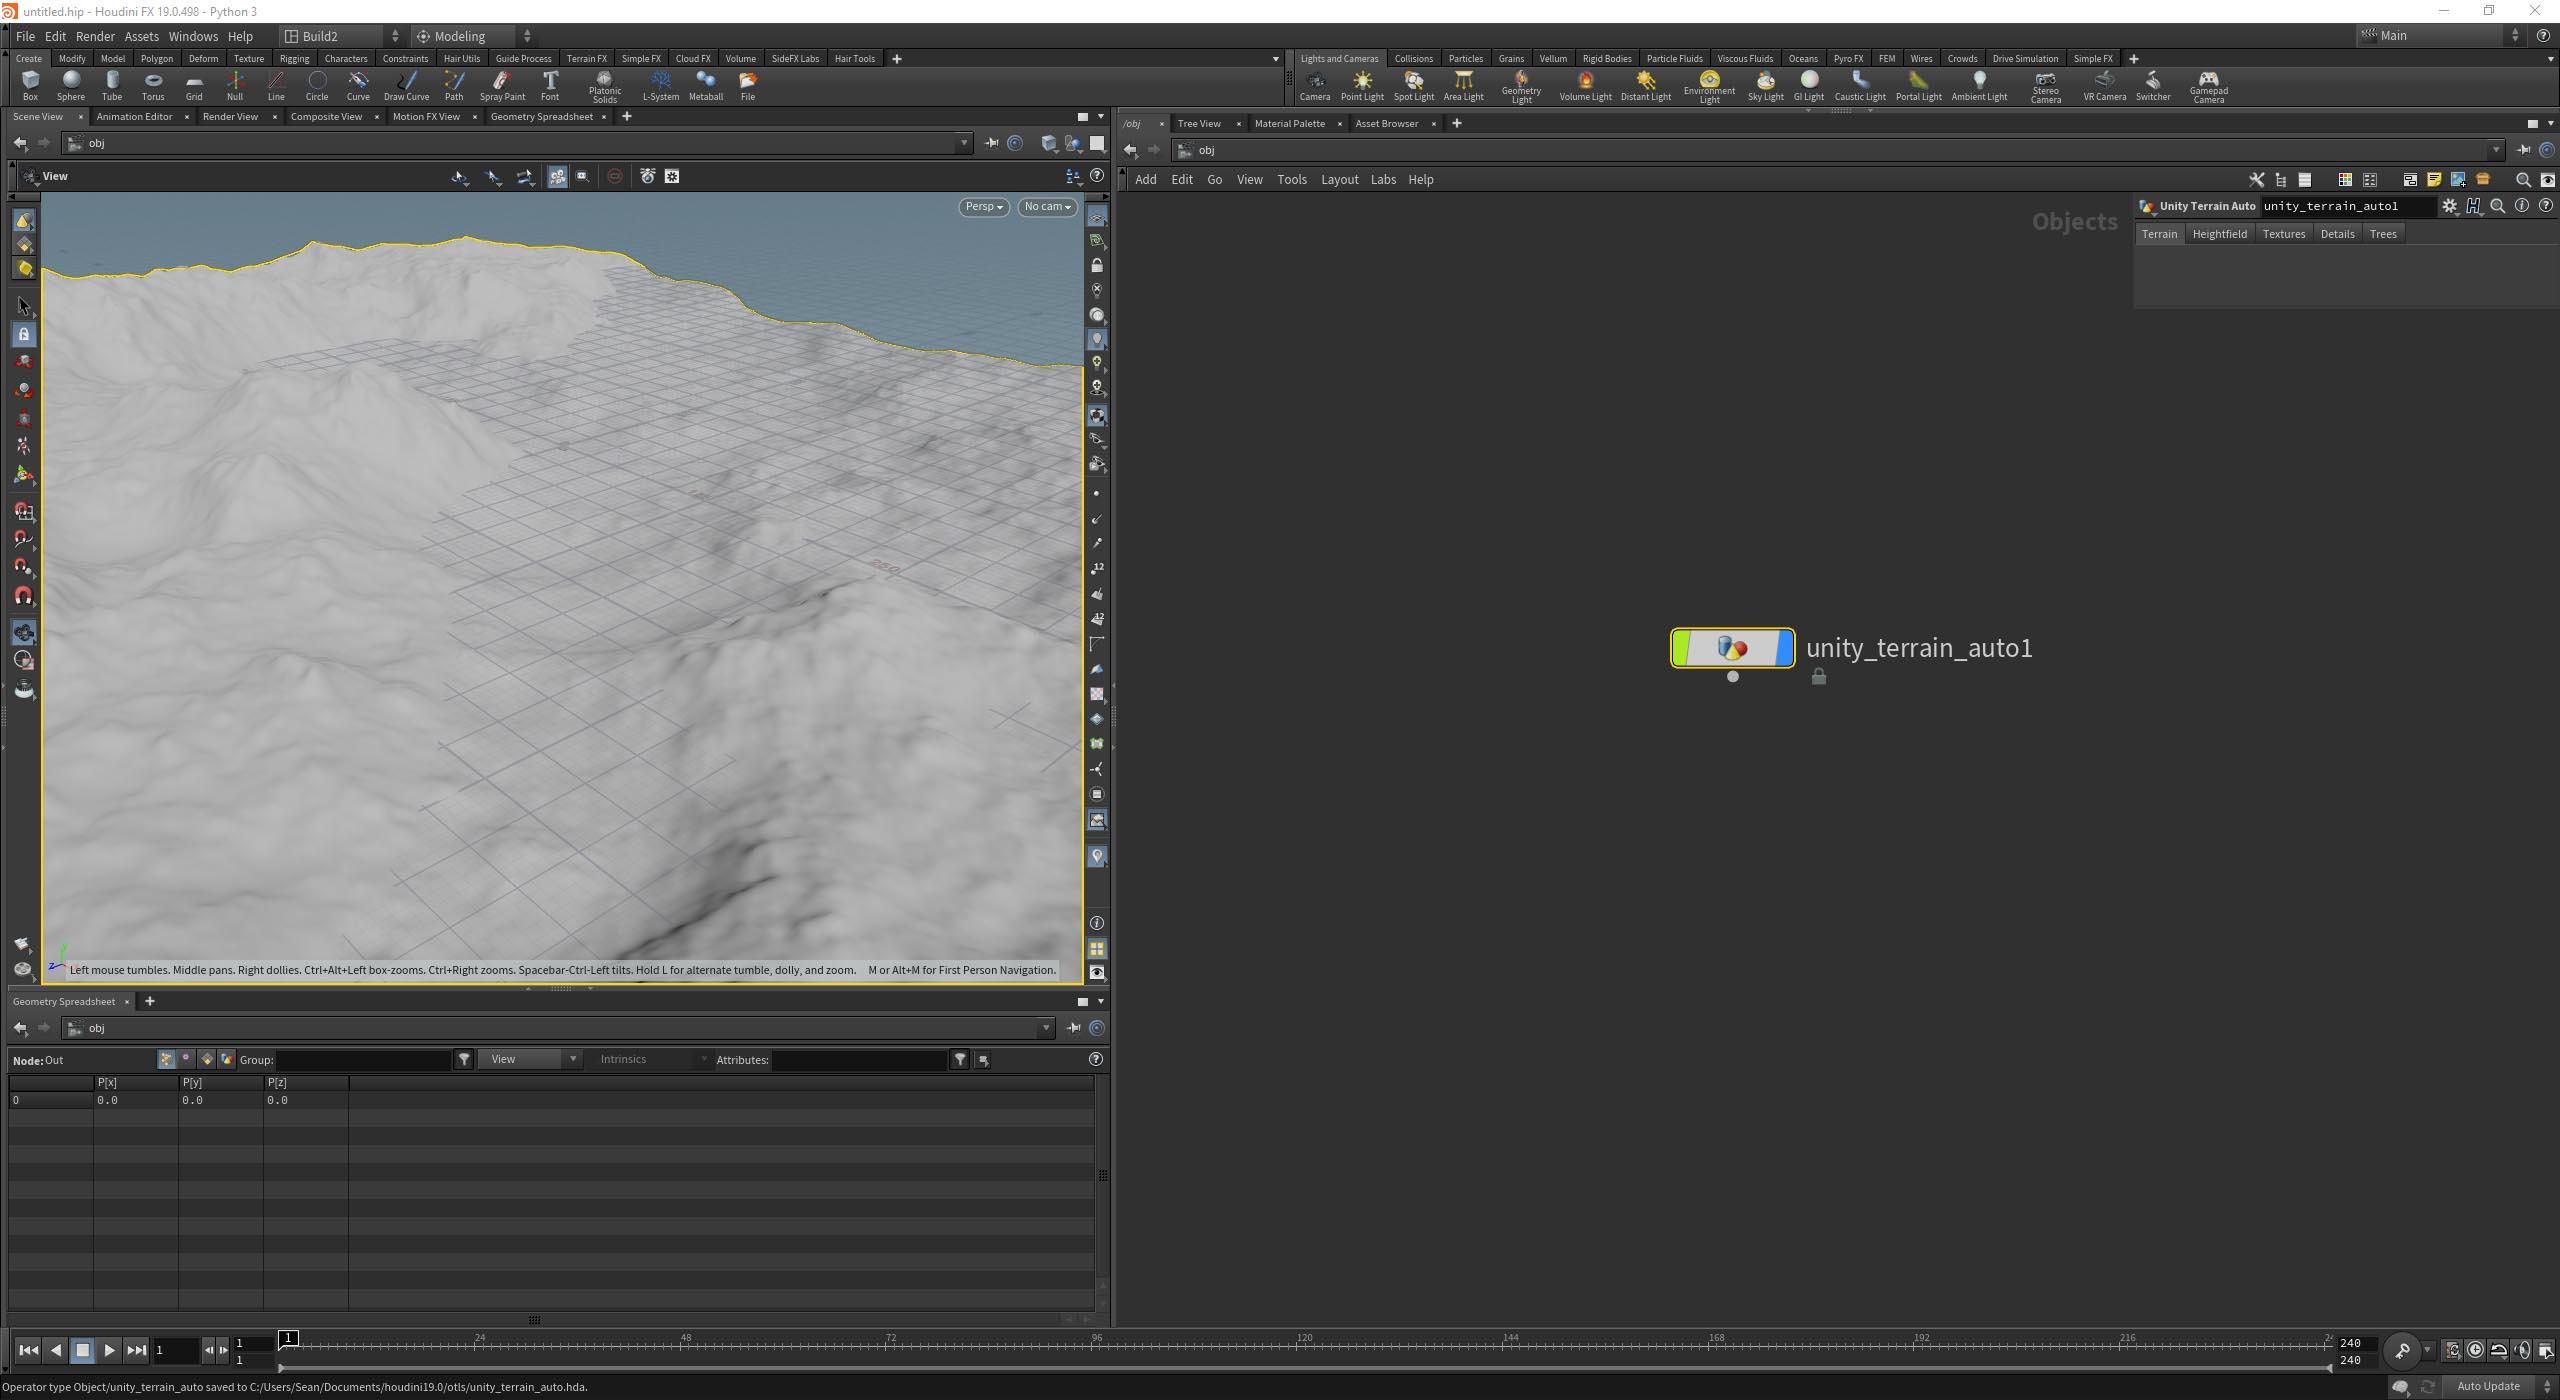 untitled.hip - Houdini FX 19.0.498 - Python 3
File Edit Render Assets Windows Help Build2 Modeling Main
Create Modify Model Polygon Deform Texture Rigging Characters Constraints Hair Utils Guide Process Terrain FX Simple FX Cloud FX Volume SideFX Labs Hair Tools
Lights and Cameras Collisions Particles Grains Vellum Rigid Bodies Particle Fluids Viscous Fluids Oceans Pyro FX FEM Wires Crowds Drive Simulation Simple FX
Box Sphere Tube Torus Grid Null Line Circle Curve Draw Curve Path Spray Paint Font Platonic Solids L-System Metaball File
Camera Point Light Spot Light Area Light Geometry Light Volume Light Distant Light Environment Light Sky Light GI Light Caustic Light Portal Light Ambient Light Stereo Camera VR Camera Switcher Gamepad Camera
Scene View Animation Editor Render View Composite View Motion FX View Geometry Spreadsheet
/obj Tree View Material Palette Asset Browser
obj
obj
View
Add Edit Go View Tools Layout Labs Help
Persp No cam
Objects
Unity Terrain Auto unity_terrain_auto1
Terrain Heightfield Textures Details Trees
12
12
250
unity_terrain_auto1
Left mouse tumbles. Middle pans. Right dollies. Ctrl+Alt+Left box-zooms. Ctrl+Right zooms. Spacebar-Ctrl-Left tilts. Hold L for alternate tumble, dolly, and zoom. M or Alt+M for First Person Navigation.
z y
Geometry Spreadsheet
obj
Node: Out Group: View Intrinsics Attributes:
P[x] P[y] P[z]
0 0.0 0.0 0.0
1 1 1 24 48 72 96 120 144 168 192 216 24 240
1 240
Operator type Object/unity_terrain_auto saved to C:/Users/Sean/Documents/houdini19.0/otls/unity_terrain_auto.hda.
Auto Update